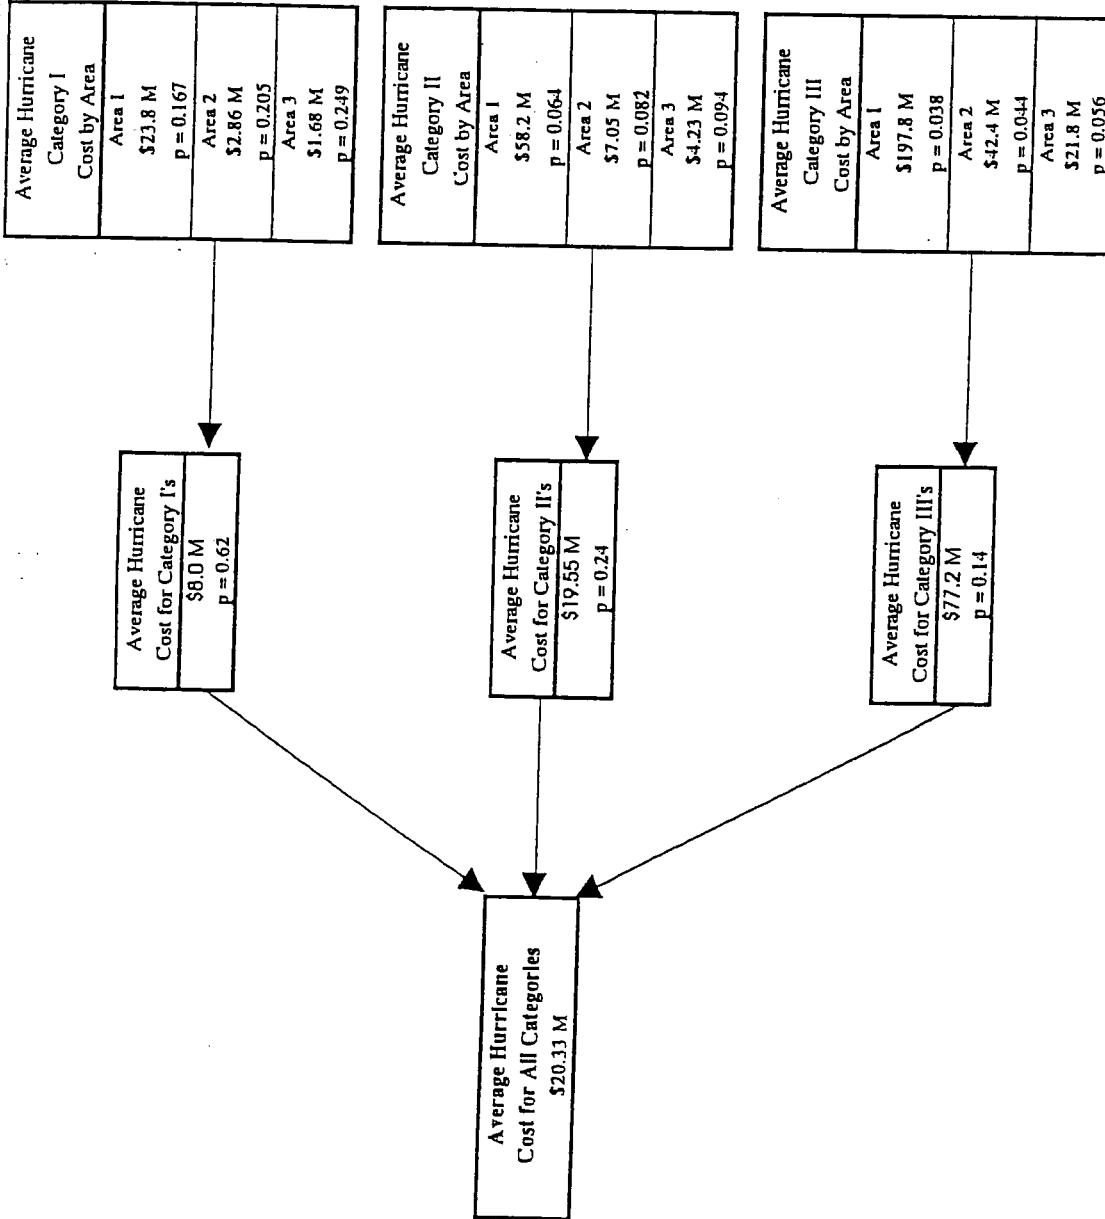 Average Hurricane
Category I
Cost by Area
Area 1
$23.8 M
p = 0.167
Area 2
$2.86 M
p = 0.205
Area 3
$1.68 M
p = 0.249
Average Hurricane
Category II
Cost by Area
Area 1
$58.2 M
p = 0.064
Area 2
$7.05 M
p = 0.082
Area 3
$4.23 M
p = 0.094
Average Hurricane
Category III
Cost by Area
Area 1
$197.8 M
p = 0.038
Area 2
$42.4 M
p = 0.044
Area 3
$21.8 M
p = 0.056
Average Hurricane
Cost for Category I's
$8.0 M
p = 0.62
Average Hurricane
Cost for Category II's
$19.55 M
p = 0.24
Average Hurricane
Cost for Category III's
$77.2 M
p = 0.14
Average Hurricane
Cost for All Categories
$20.33 M